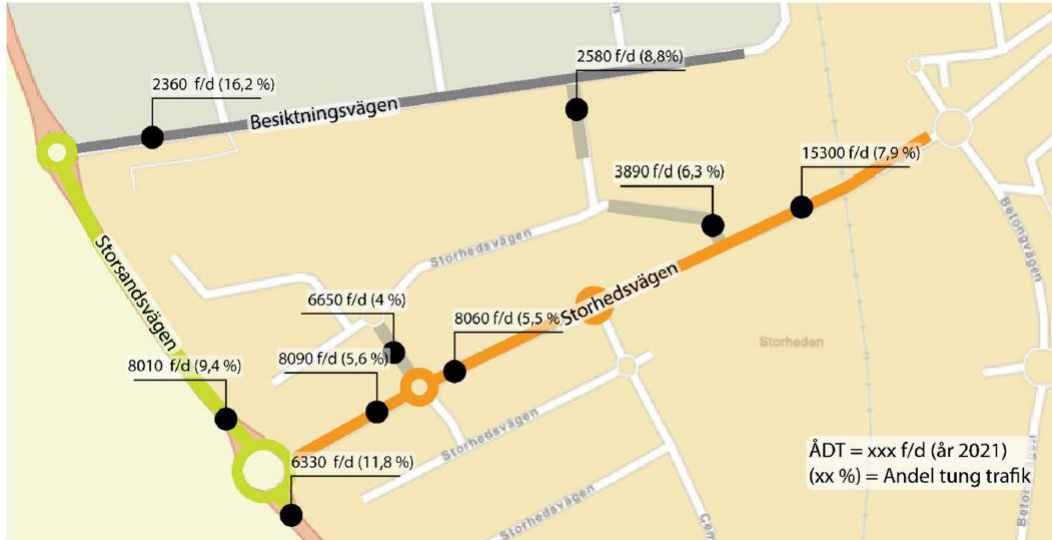 2580 f/d (8,8%)
2360 f/d (16,2 %)
Besiktningsvägen
15300 f/d (7,9 %)
3890 f/d (6,3 %)
Betongvägen
Storhedsvägen
Storsandsvägen
Storhedsvägen
6650 f/d (4 %)
8060 f/d (5,5 %
Storheden
8090 f/d (5,6 %)
8010 f/d (9,4 %)
Storhedsvägen
ÅDT = xxx f/d (år 2021)
(xx %) = Andel tung trafik
6330 f/d (11,8 %)
Storhedsvägen